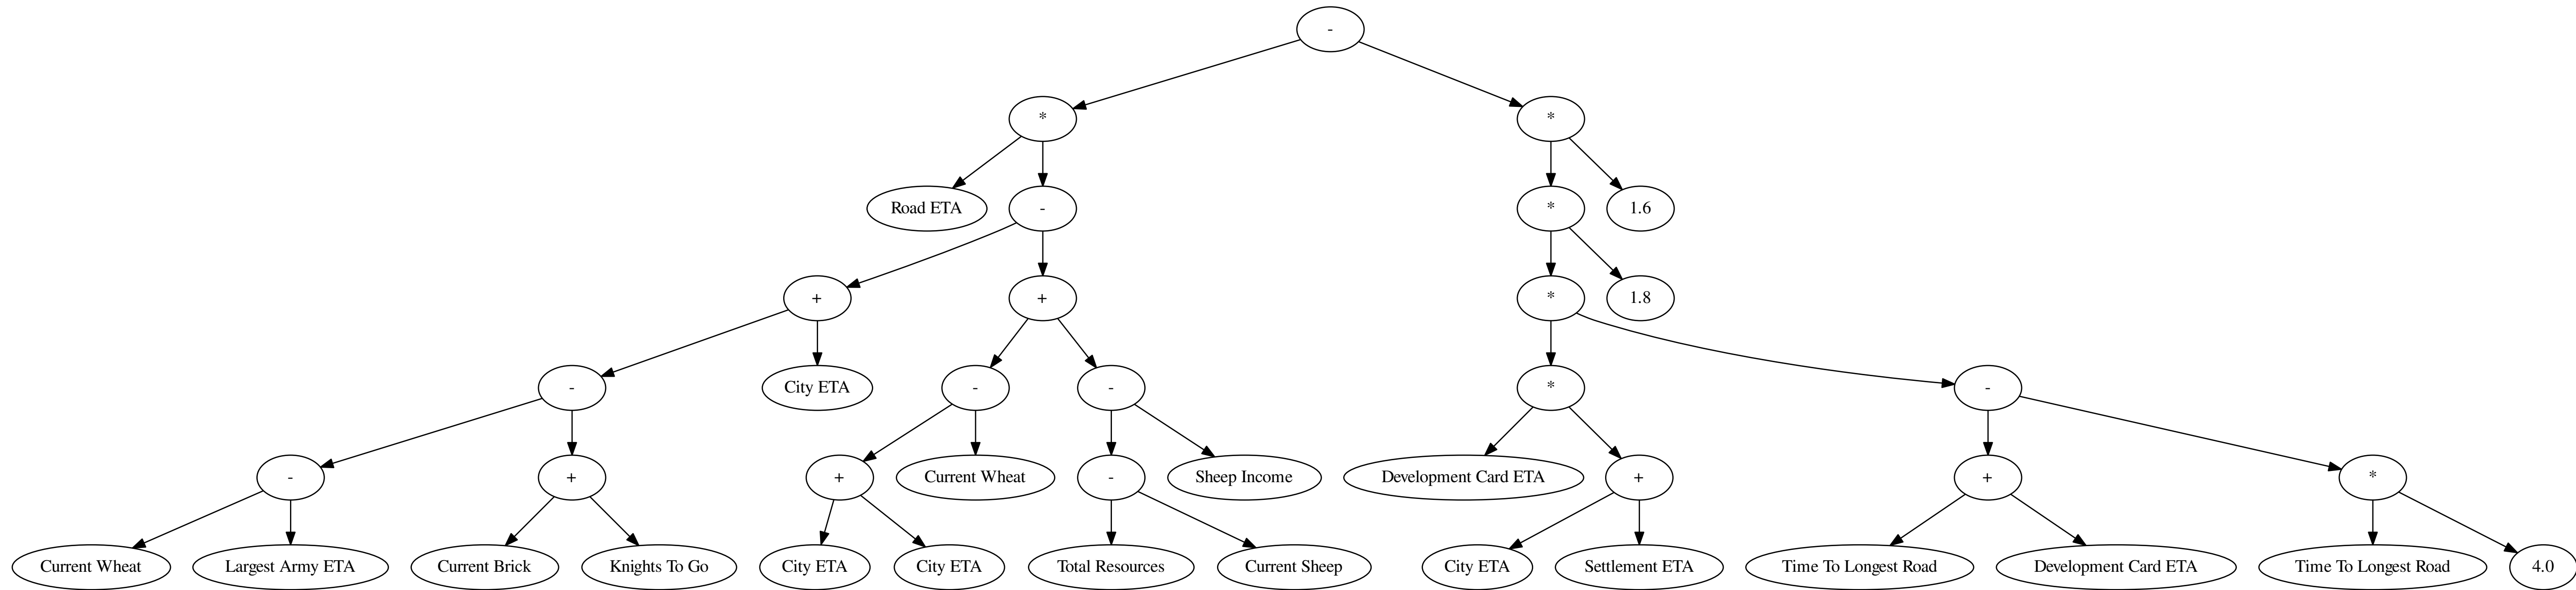 -
* *
Road ETA - * 1.6
+ + * 1.8
- City ETA - - * -
- + + Current Wheat - Sheep Income Development Card ETA + + *
Current Wheat Largest Army ETA Current Brick Knights To Go City ETA City ETA Total Resources Current Sheep City ETA Settlement ETA Time To Longest Road Development Card ETA Time To Longest Road 4.0